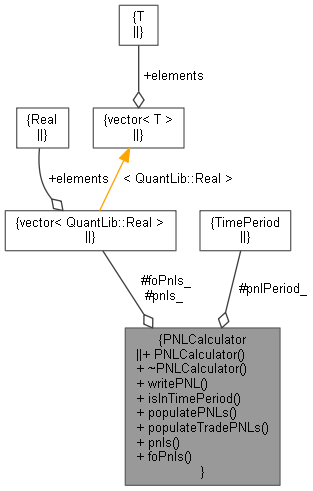 {T
||}
+elements
{Real
||}
{vector< T >
||}
+elements
< QuantLib::Real >
{vector< QuantLib::Real >
||}
{TimePeriod
||}
#foPnls_
#pnls_
#pnlPeriod_
{PNLCalculator
||+ PNLCalculator()
+ ~PNLCalculator()
+ writePNL()
+ isInTimePeriod()
+ populatePNLs()
+ populateTradePNLs()
+ pnls()
+ foPnls()
}